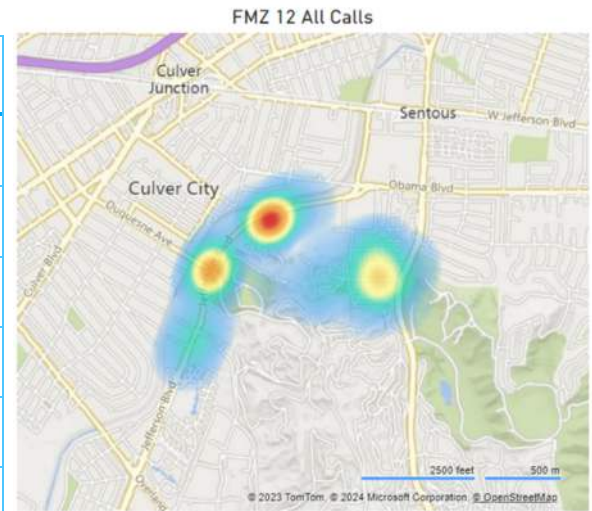 FMZ 12 All Calls
Culver
Junction
Sentous
W Jefferson Blvd
Culver City
Obama Blvd
Duquesne Ave
Culver Blvd
Jefferson Blvd
Overland
2500 feet
500 m
© 2023 TomTom, © 2024 Microsoft Corporation, © OpenStreetMap